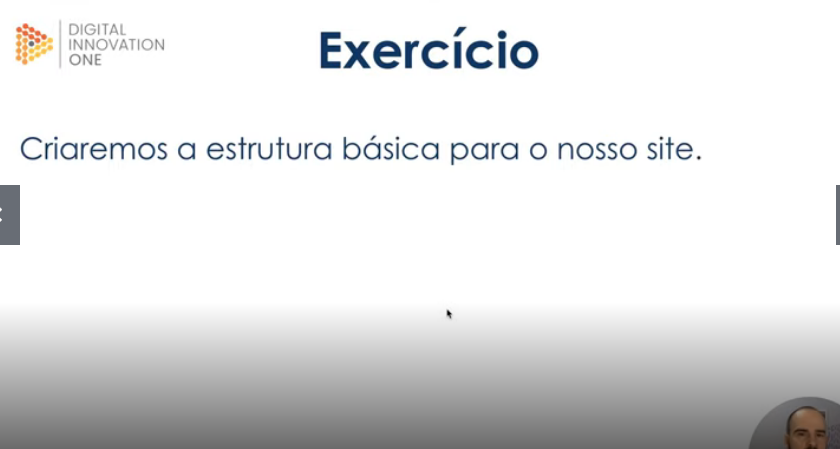 DIGITAL
INNOVATION
ONE
Exercício
Criaremos a estrutura básica para o nosso site.